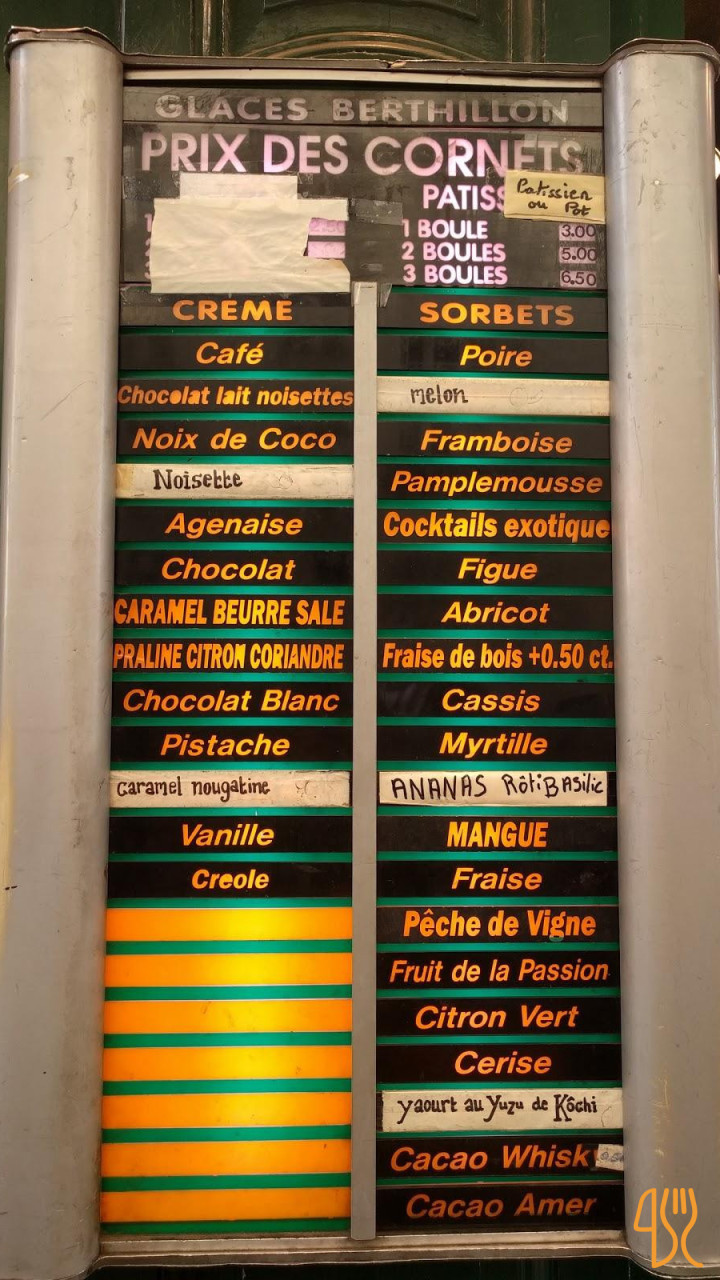 GLACES BERTHILLON
PRIX DES CORNETS
PATISS
Patissier
ou Pot
1 BOULE 3.00
2 BOULES 5.00
3 BOULES 6.50
CREME
Café
Chocolat lait noisettes
Noix de Coco
Noisette
Agenaise
Chocolat
CARAMEL BEURRE SALE
PRALINE CITRON CORIANDRE
Chocolat Blanc
Pistache
caramel nougatine
Vanille
Creole
SORBETS
Poire
melon
Framboise
Pamplemousse
Cocktails exotique
Figue
Abricot
Fraise de bois +0.50 ct.
Cassis
Myrtille
ANANAS Rôti BASilic
MANGUE
Fraise
Pêche de Vigne
Fruit de la Passion
Citron Vert
Cerise
yaourt au Yuzu de Kôchi
Cacao Whisky
Cacao Amer